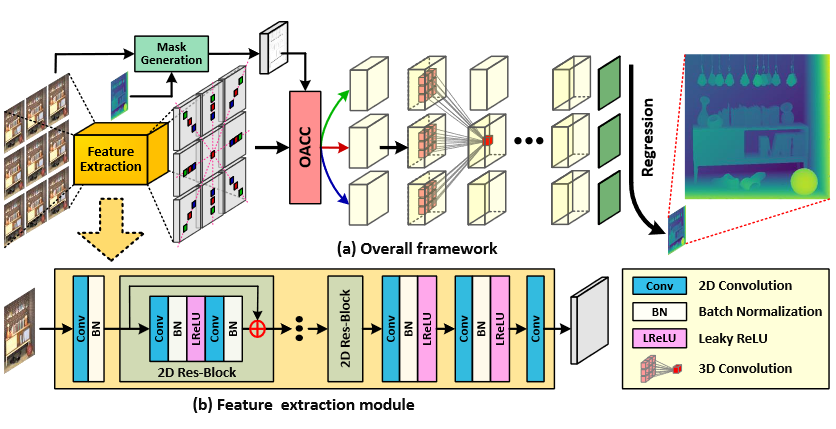 Mask
Generation
Feature
Extraction
OACC
Regression
(a) Overall framework
Conv
BN
Conv
BN
LReLU
Conv
BN
2D Res-Block
2D Res-Block
Conv
BN
LReLU
Conv
BN
LReLU
Conv
(b) Feature extraction module
Conv
2D Convolution
BN
Batch Normalization
LReLU
Leaky ReLU
3D Convolution